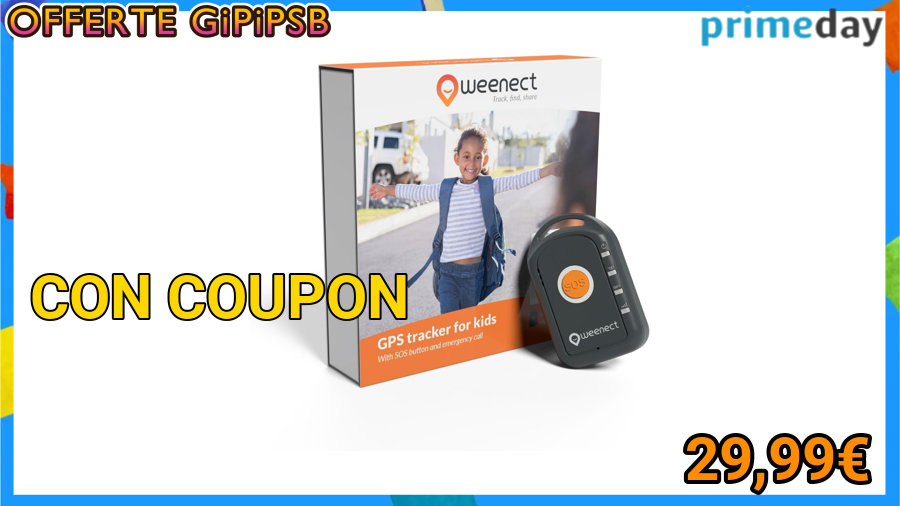 OFFERTE GiPiPSB
primeday
weenect
Track, find, share
CON COUPON
GPS tracker for kids
With SOS button and emergency call
SOS
weenect
29,99€